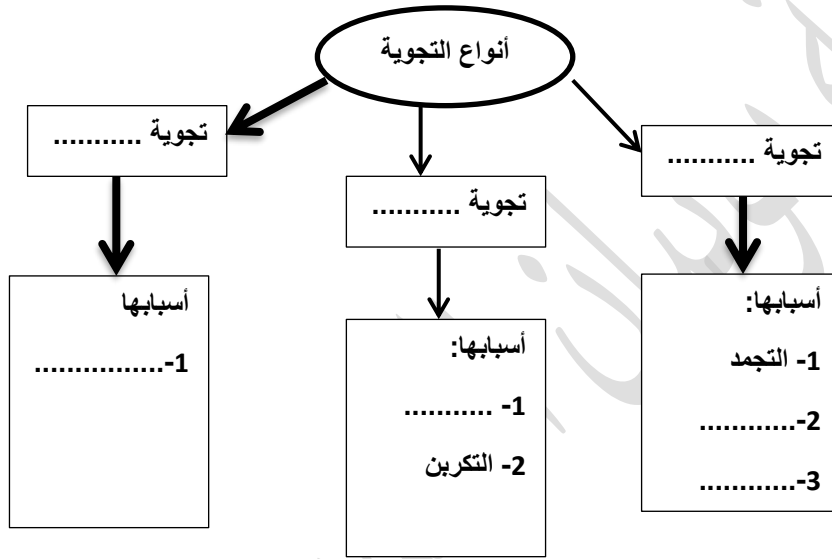 أنواع التجوية
تجوية ...........
تجوية ...........
تجوية ...........
أسبابها:
1- التجمد
2-............
3-............
أسبابها:
1- ...........
2- التكربن
أسبابها
1-................